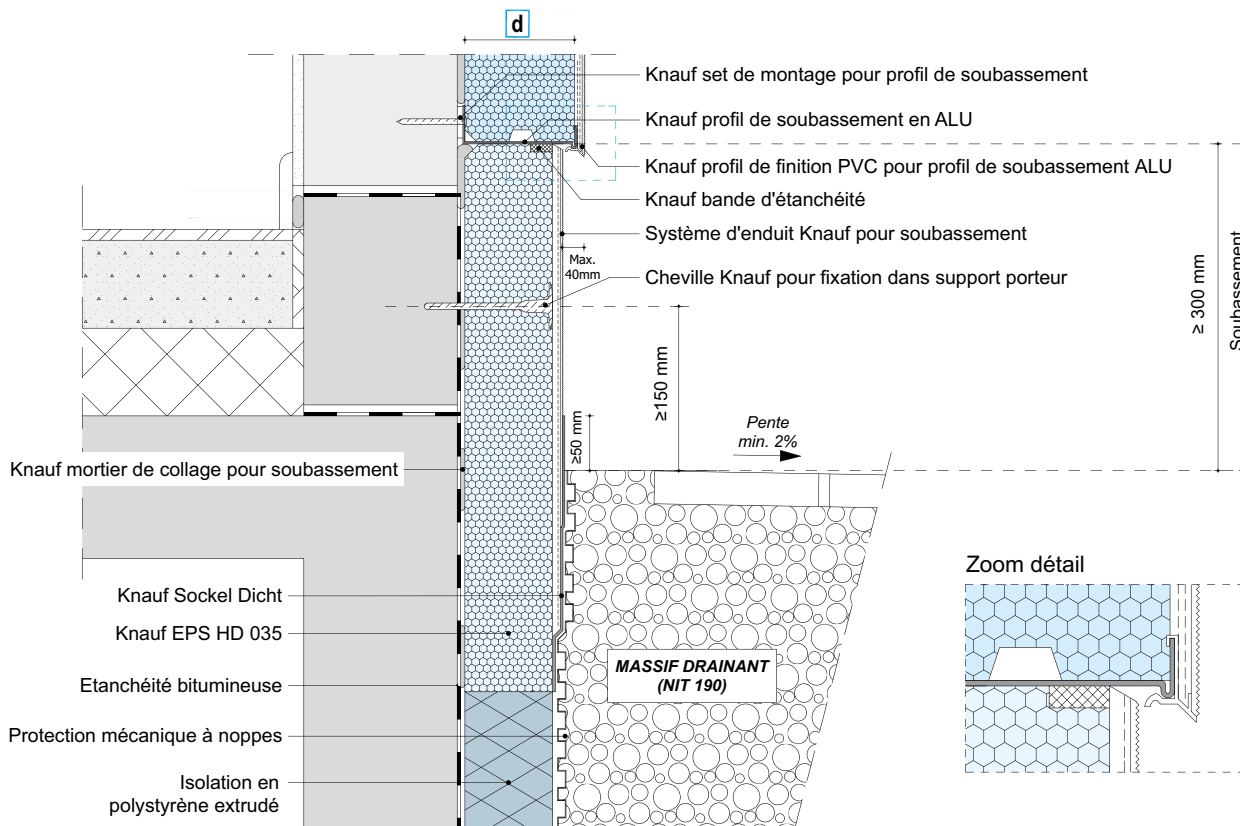 d
Knauf set de montage pour profil de soubassement
Knauf profil de soubassement en ALU
Knauf profil de finition PVC pour profil de soubassement ALU
Knauf bande d'étanchéité
Système d'enduit Knauf pour soubassement
Max.
40mm
Cheville Knauf pour fixation dans support porteur
≥ 300 mm
Soubassement
≥150 mm
≥50 mm
Pente
min. 2%
Knauf mortier de collage pour soubassement
Zoom détail
Knauf Sockel Dicht
Knauf EPS HD 035
MASSIF DRAINANT
(NIT 190)
Etanchéité bitumineuse
Protection mécanique à noppes
Isolation en
polystyrène extrudé